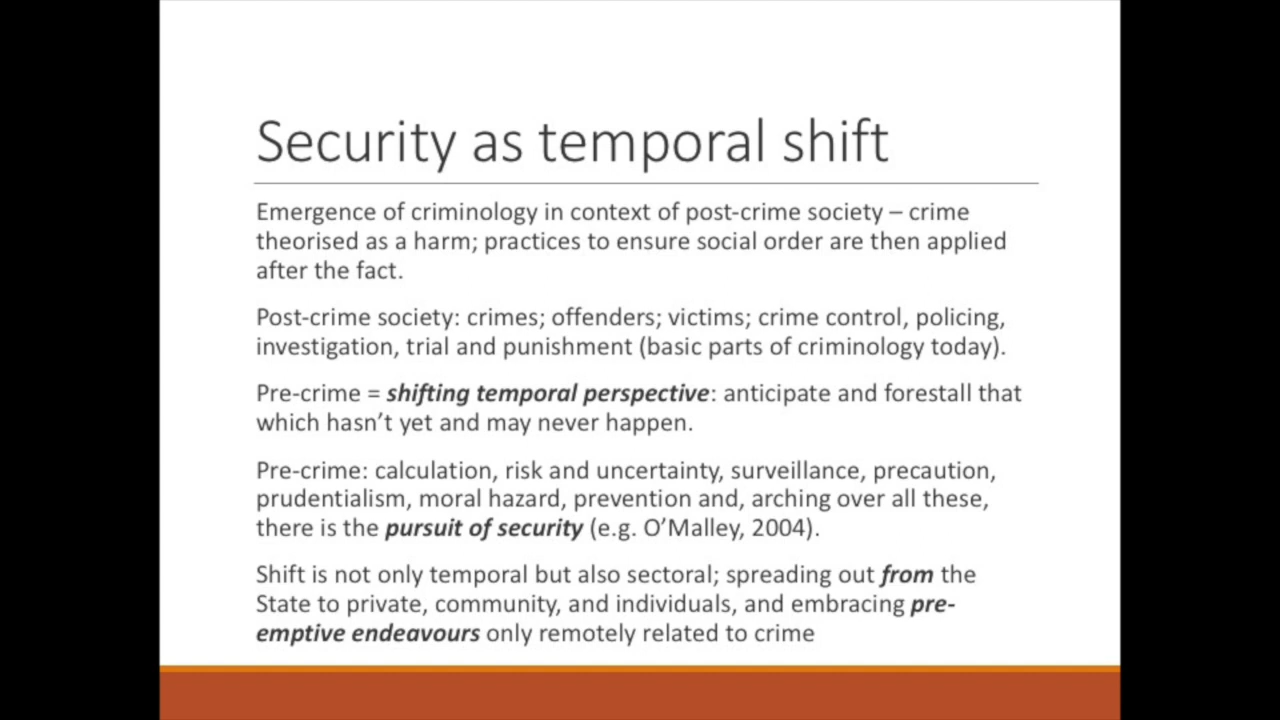 Security as temporal shift
Emergence of criminology in context of post-crime society – crime
theorised as a harm; practices to ensure social order are then applied
after the fact.
Post-crime society: crimes; offenders; victims; crime control, policing,
investigation, trial and punishment (basic parts of criminology today).
Pre-crime = shifting temporal perspective: anticipate and forestall that
which hasn’t yet and may never happen.
Pre-crime: calculation, risk and uncertainty, surveillance, precaution,
prudentialism, moral hazard, prevention and, arching over all these,
there is the pursuit of security (e.g. O’Malley, 2004).
Shift is not only temporal but also sectoral; spreading out from the
State to private, community, and individuals, and embracing pre-
emptive endeavours only remotely related to crime